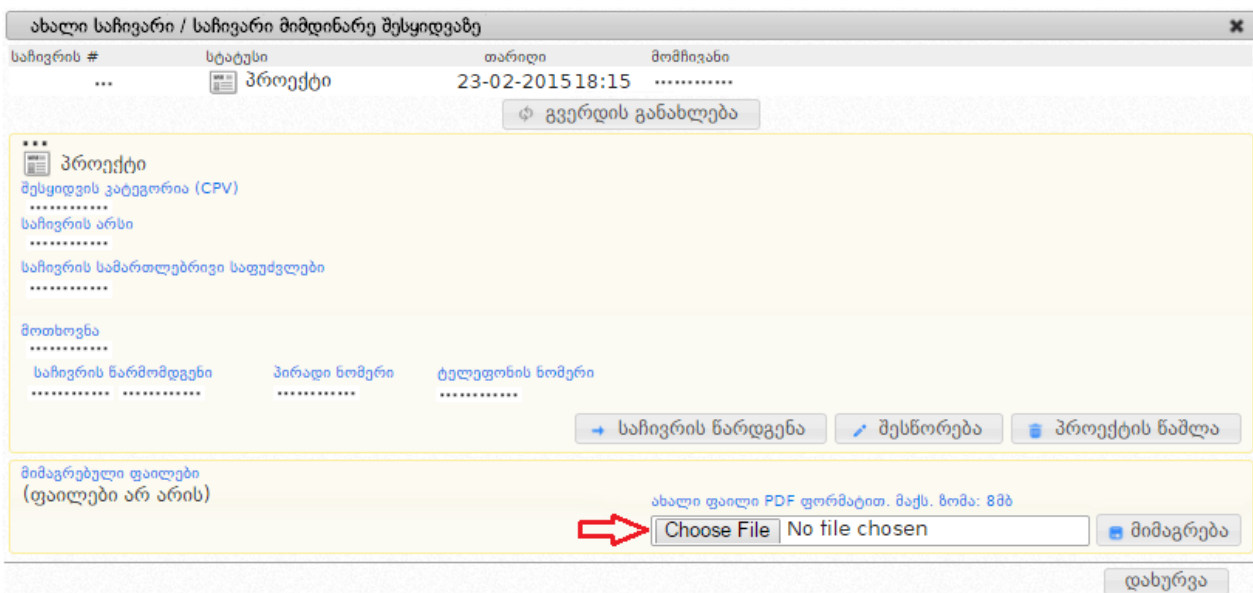 ახალი საჩივარი / საჩივარი მიმდინარე შესყიდვაზე
საჩივრის # სტატუსი თარიღი მომჩივანი
... პროექტი 23-02-2015 18:15 ............
გვერდის განახლება
...
პროექტი
შესყიდვის კატეგორია (CPV)
............
საჩივრის არსი
............
საჩივრის სამართლებრივი საფუძვლები
............
მოთხოვნა
............
საჩივრის წარმომდგენი პირადი ნომერი ტელეფონის ნომერი
............ ............ ............ ............
საჩივრის წარდგენა შესწორება პროექტის წაშლა
მიმაგრებული ფაილები
(ფაილები არ არის)
ახალი ფაილი PDF ფორმატით. მაქს. ზომა: 8მბ
Choose File No file chosen მიმაგრება
დახურვა